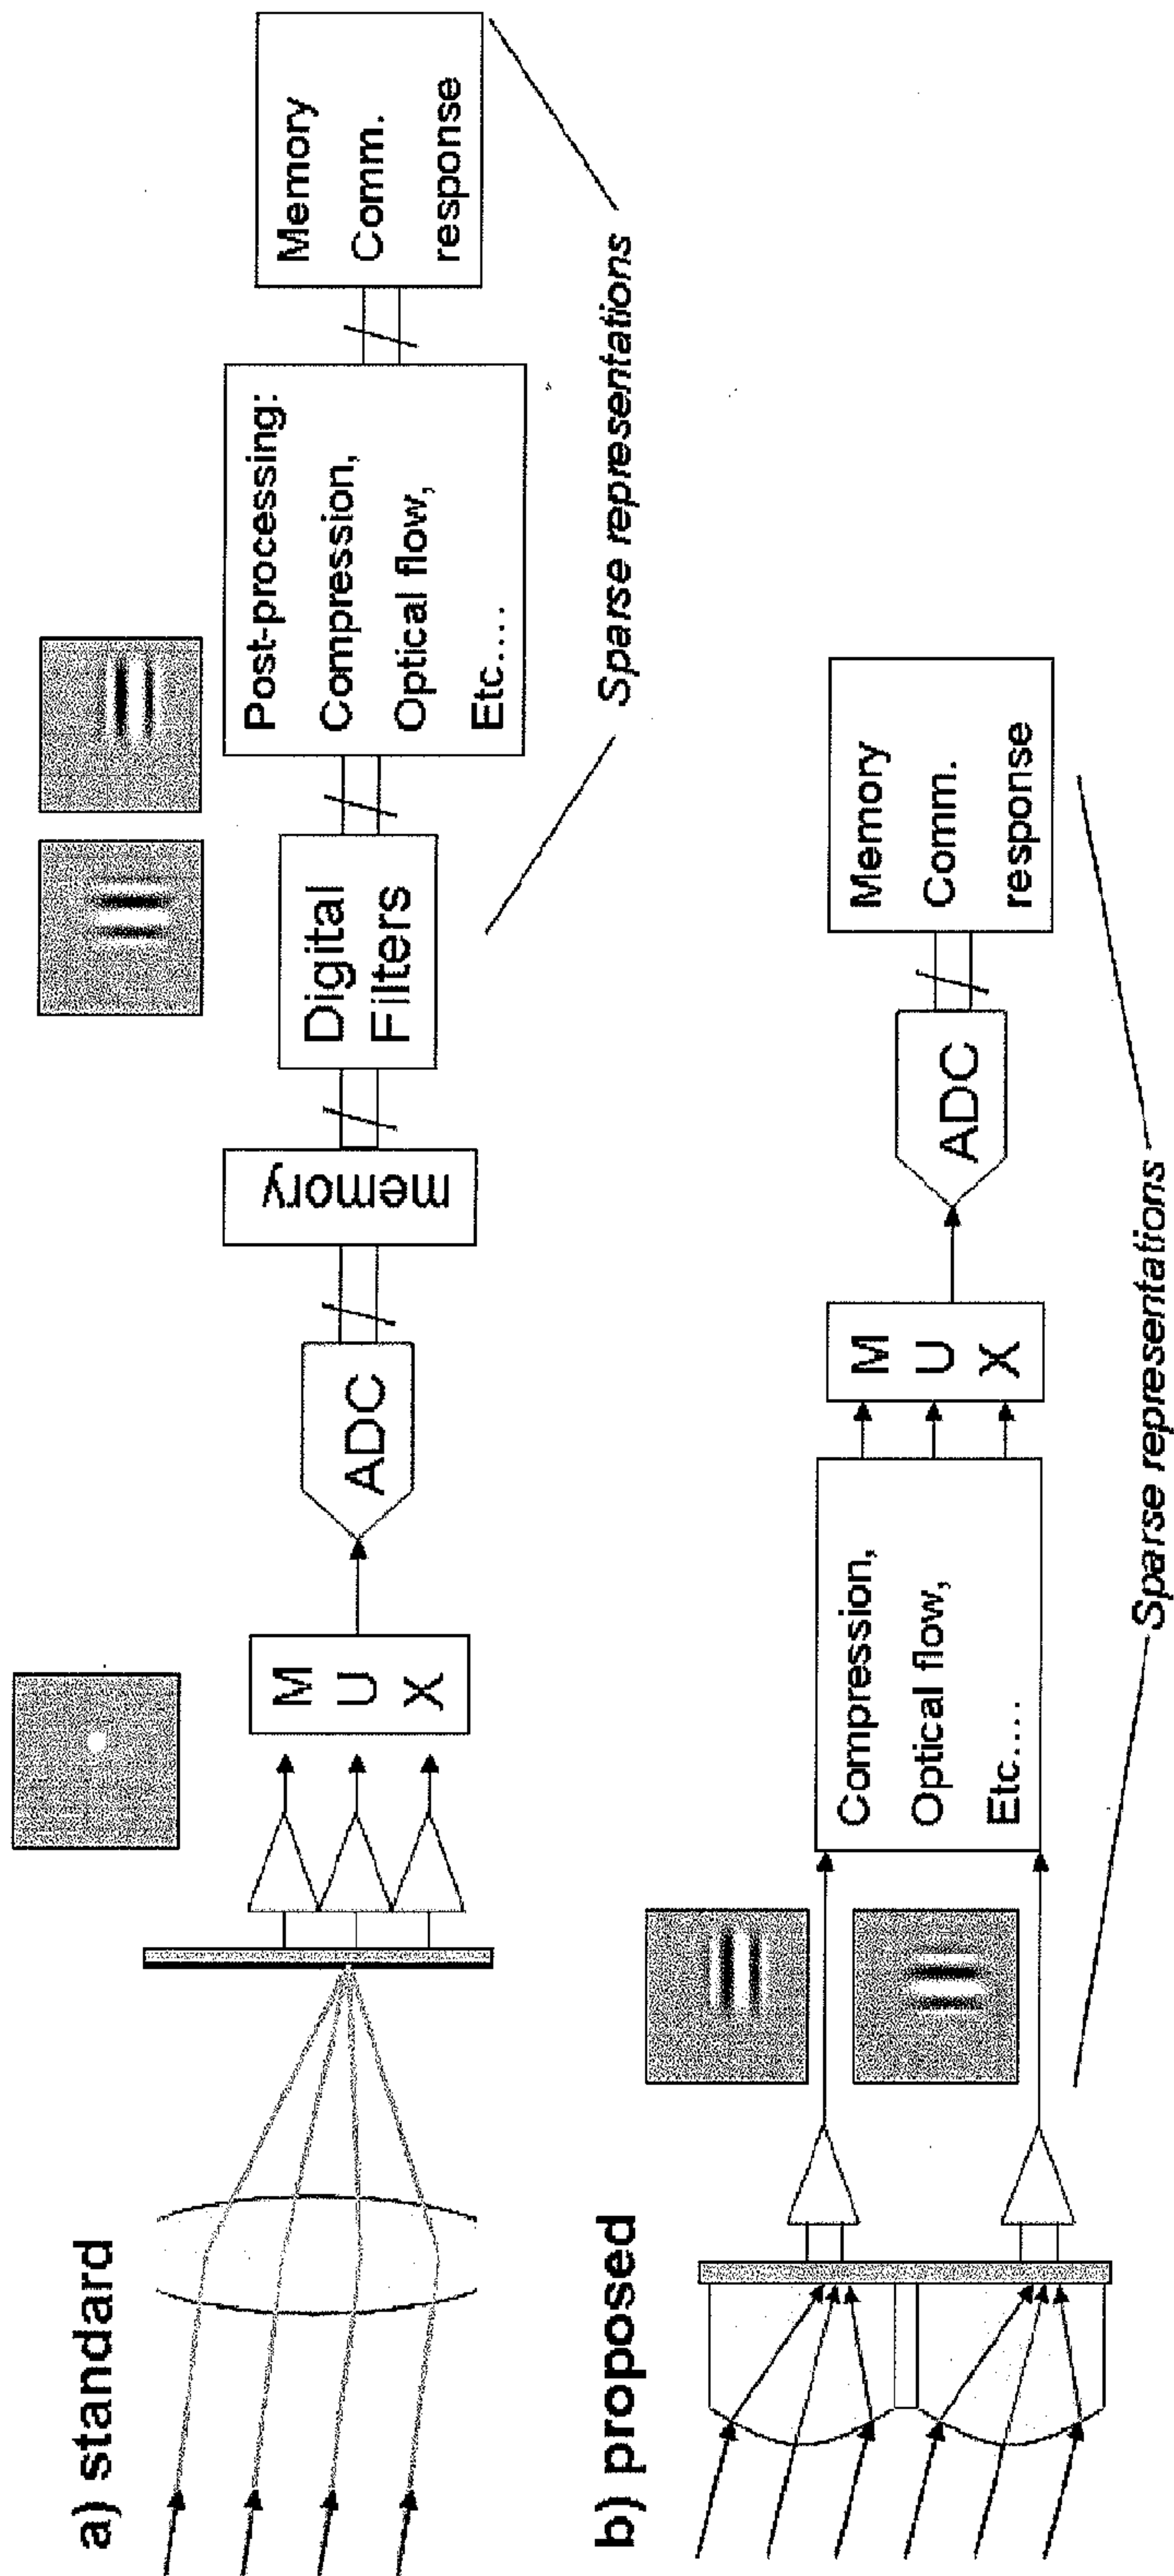 a) standard
M
U
X
ADC
memory
Digital
Filters
Post-processing:
Compression,
Optical flow,
Etc....
Memory
Comm.
response
Sparse representations
b) proposed
Compression,
Optical flow,
Etc....
M
U
X
ADC
Memory
Comm.
response
Sparse representations